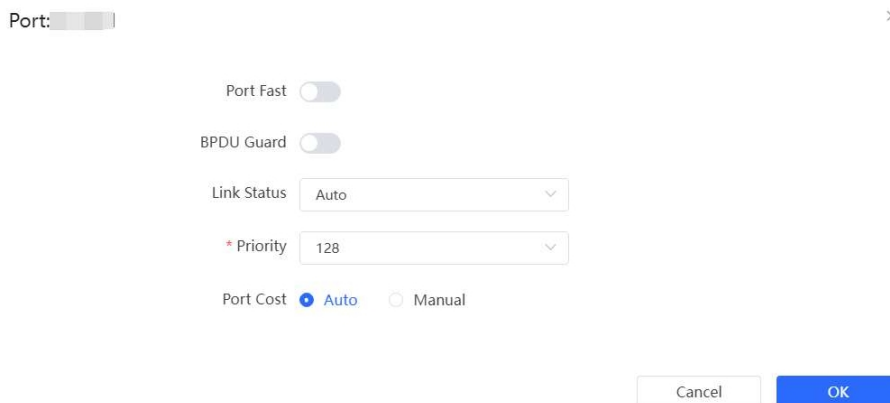 Port:
Port Fast
BPDU Guard
Link Status Auto
* Priority 128
Port Cost Auto Manual
Cancel OK